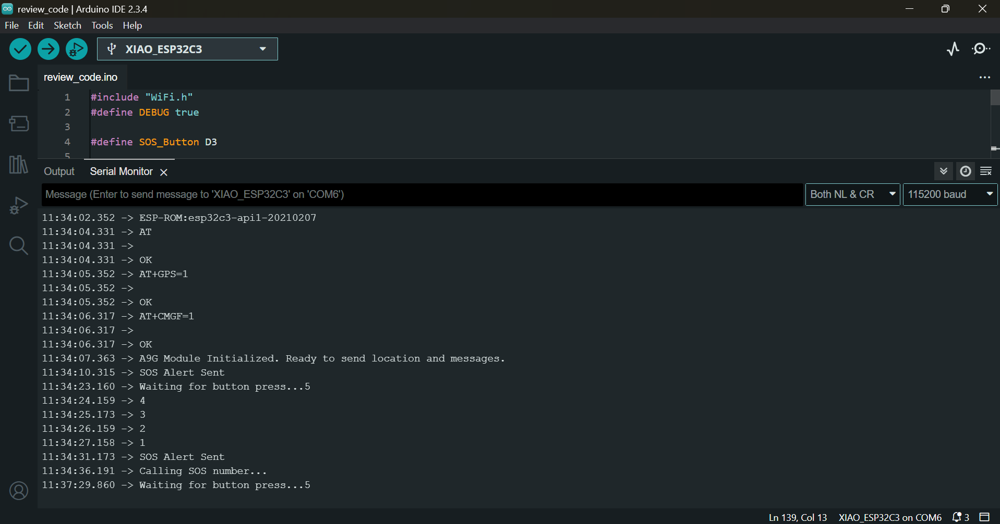 review_code | Arduino IDE 2.3.4
File Edit Sketch Tools Help
XIAO_ESP32C3
review_code.ino
1 #include "WiFi.h"
2 #define DEBUG true
3
4 #define SOS_Button D3
5
Output Serial Monitor
Message (Enter to send message to 'XIAO_ESP32C3' on 'COM6') Both NL & CR 115200 baud
11:34:02.352 -> ESP-ROM:esp32c3-api1-20210207
11:34:04.331 -> AT
11:34:04.331 ->
11:34:04.331 -> OK
11:34:05.352 -> AT+GPS=1
11:34:05.352 ->
11:34:05.352 -> OK
11:34:06.317 -> AT+CMGF=1
11:34:06.317 ->
11:34:06.317 -> OK
11:34:07.363 -> A9G Module Initialized. Ready to send location and messages.
11:34:10.315 -> SOS Alert Sent
11:34:23.160 -> Waiting for button press...5
11:34:24.159 -> 4
11:34:25.173 -> 3
11:34:26.159 -> 2
11:34:27.158 -> 1
11:34:31.173 -> SOS Alert Sent
11:34:36.191 -> Calling SOS number...
11:37:29.860 -> Waiting for button press...5
Ln 139, Col 13 XIAO_ESP32C3 on COM6 3